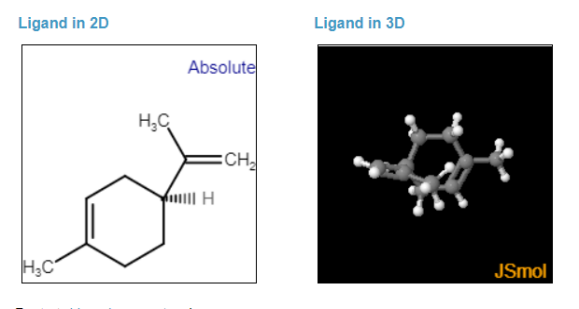 Ligand in 2D
Ligand in 3D
Absolute
H3C
CH2
H
H3C
JSmol